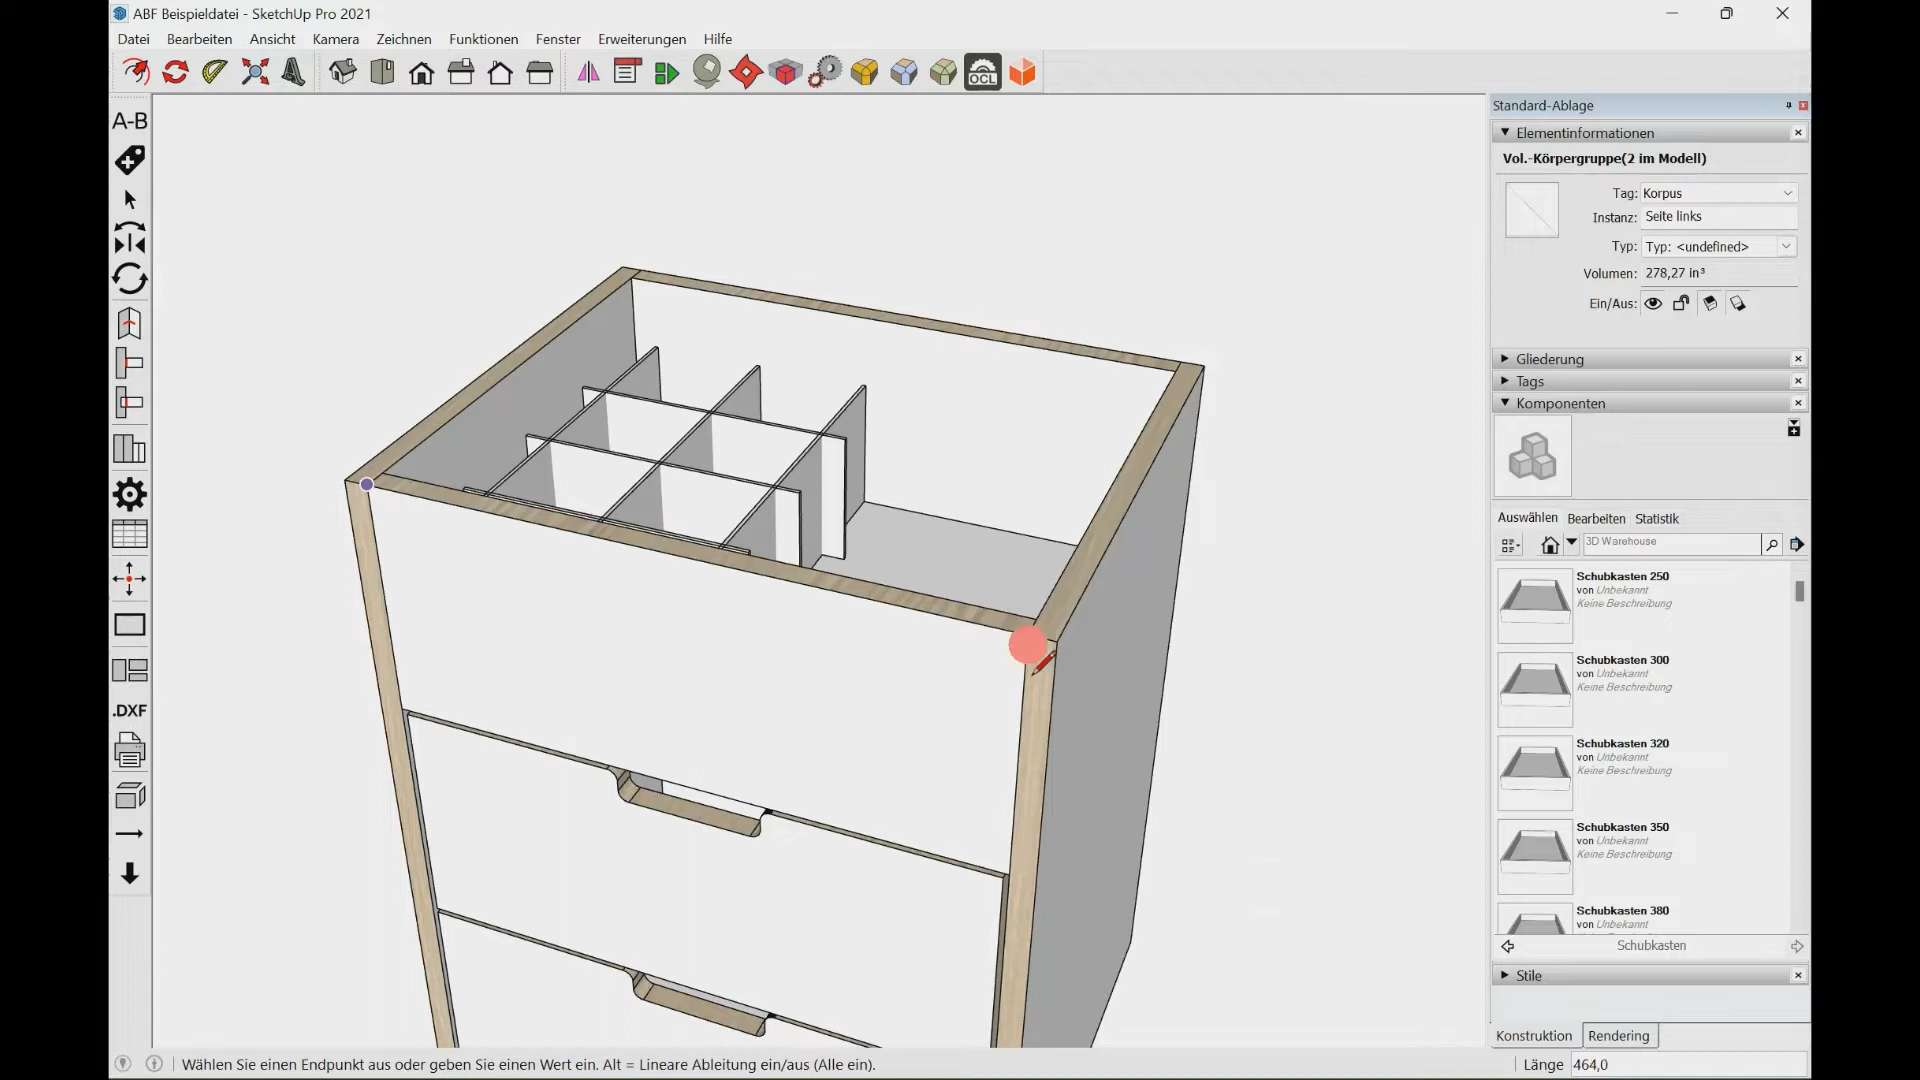 ABF Beispieldatei - SketchUp Pro 2021
Datei Bearbeiten Ansicht Kamera Zeichnen Funktionen Fenster Erweiterungen Hilfe
OCL
A-B
.DXF
Standard-Ablage
Elementinformationen
Vol.-Körpergruppe(2 im Modell)
Tag: Korpus
Instanz: Seite links
Typ: Typ: <undefined>
Volumen: 278,27 in³
Ein/Aus:
Gliederung
Tags
Komponenten
Auswählen Bearbeiten Statistik
3D Warehouse
Schubkasten 250
von Unbekannt
Keine Beschreibung
Schubkasten 300
von Unbekannt
Keine Beschreibung
Schubkasten 320
von Unbekannt
Keine Beschreibung
Schubkasten 350
von Unbekannt
Keine Beschreibung
Schubkasten 380
von Unbekannt
Schubkasten
Stile
Konstruktion Rendering
Wählen Sie einen Endpunkt aus oder geben Sie einen Wert ein. Alt = Lineare Ableitung ein/aus (Alle ein).
Länge 464,0